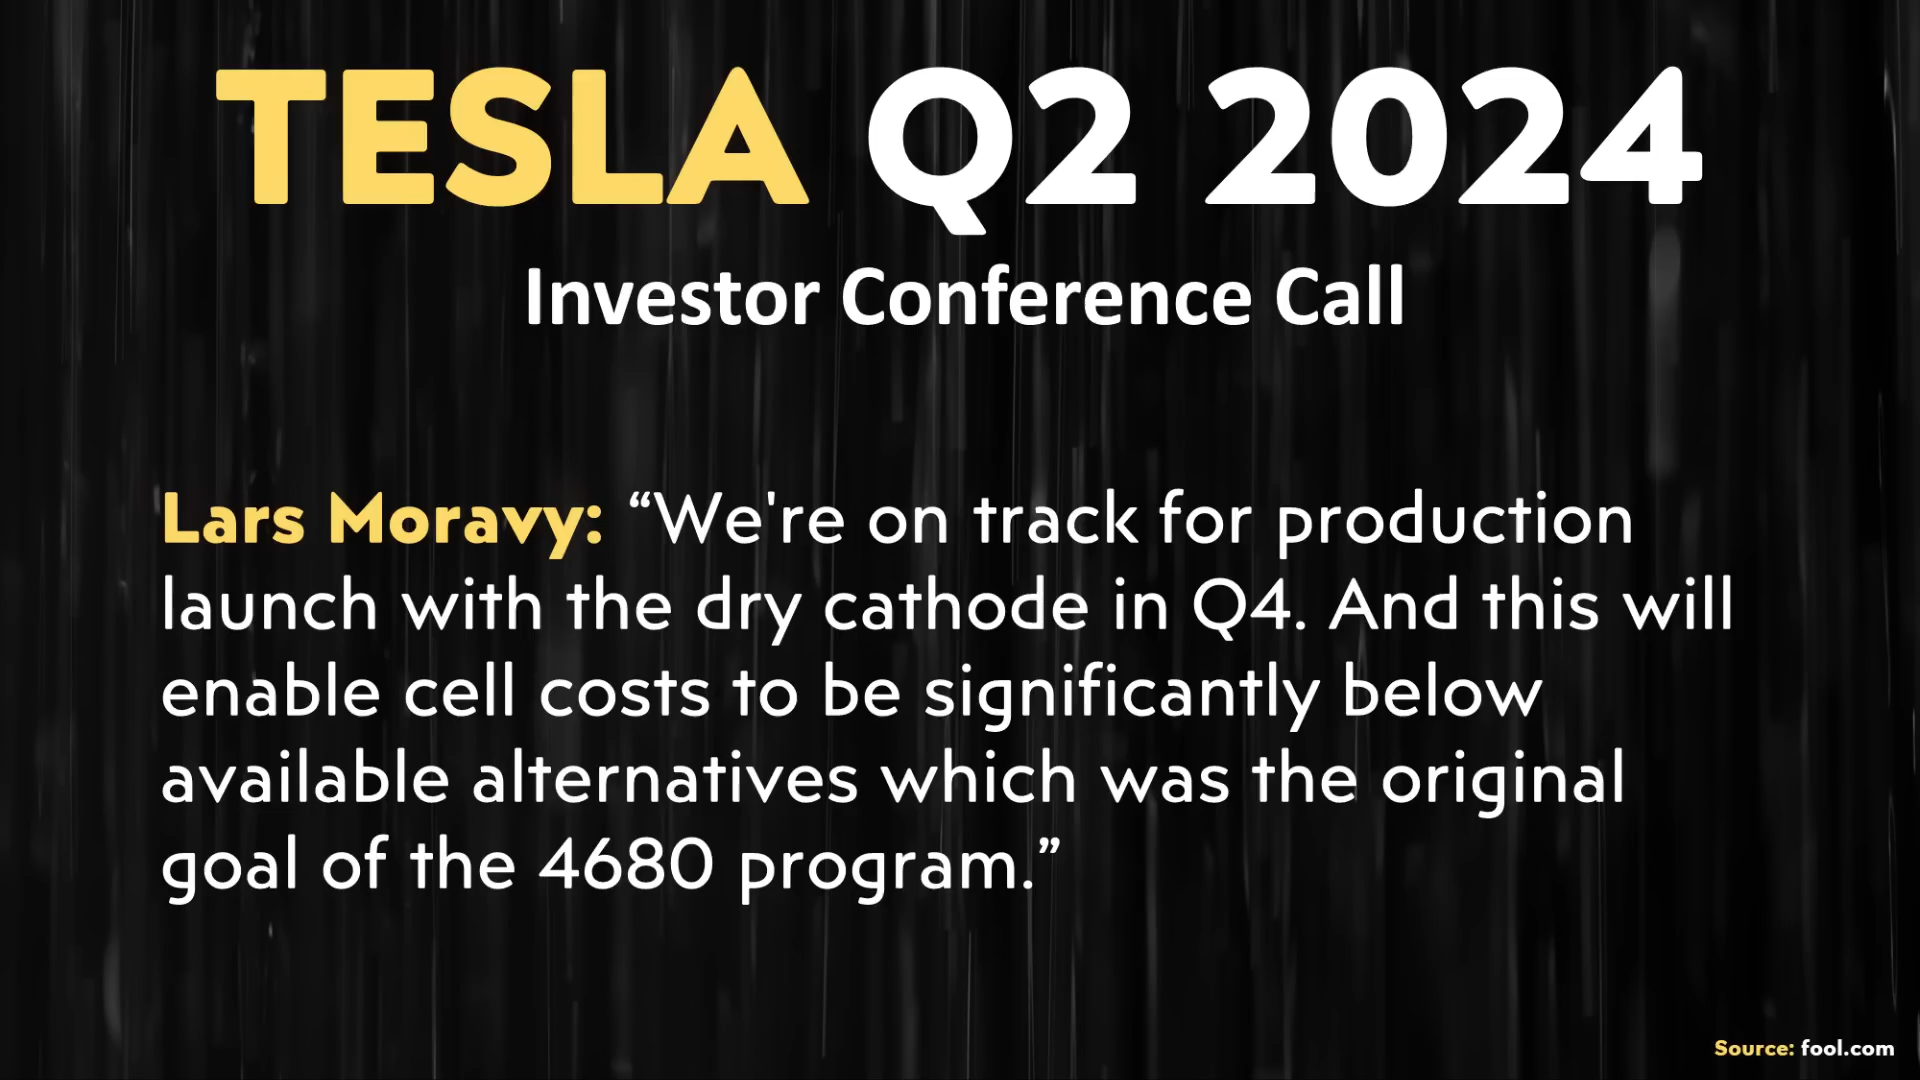 TESLA Q2 2024
Investor Conference Call
Lars Moravy: “We're on track for production
launch with the dry cathode in Q4. And this will
enable cell costs to be significantly below
available alternatives which was the original
goal of the 4680 program.”
Source: fool.com